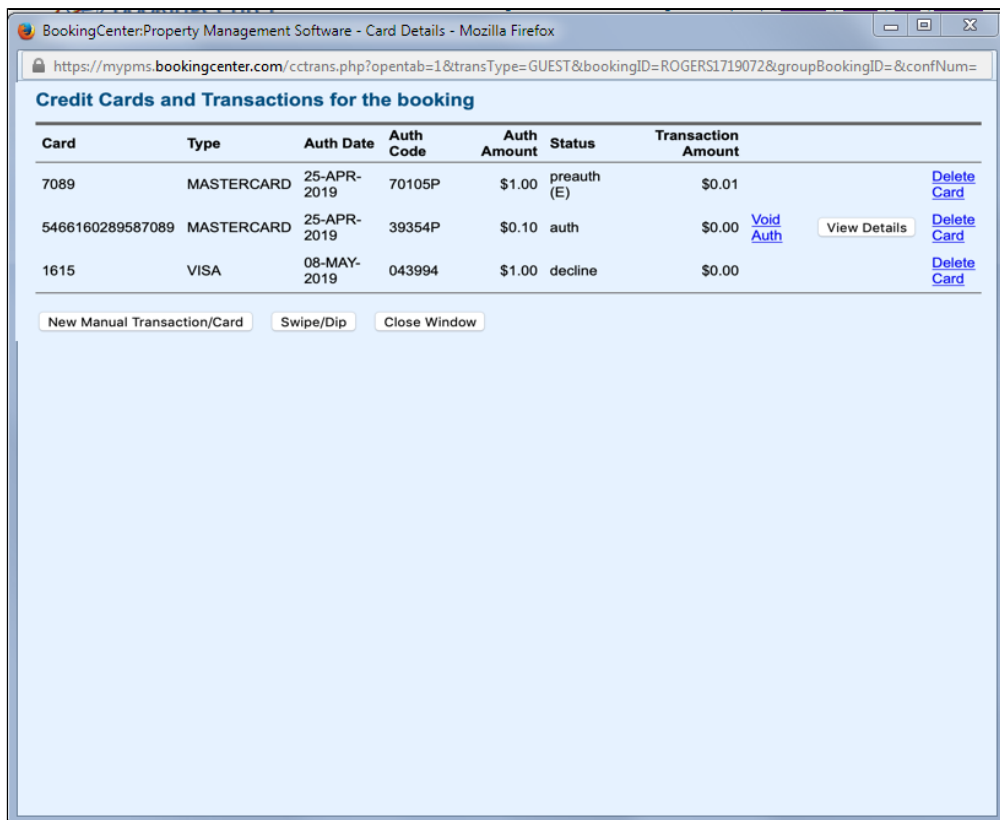 BookingCenter:Property Management Software - Card Details - Mozilla Firefox
https://mypms.bookingcenter.com/cctrans.php?opentab=1&transType=GUEST&bookingID=ROGERS1719072&groupBookingID=&confNum=
Credit Cards and Transactions for the booking
Card Type Auth Date Auth Code Auth Amount Status Transaction Amount
7089 MASTERCARD 25-APR-2019 70105P $1.00 preauth (E) $0.01 Delete Card
5466160289587089 MASTERCARD 25-APR-2019 39354P $0.10 auth $0.00 Void Auth View Details Delete Card
1615 VISA 08-MAY-2019 043994 $1.00 decline $0.00 Delete Card
New Manual Transaction/Card Swipe/Dip Close Window